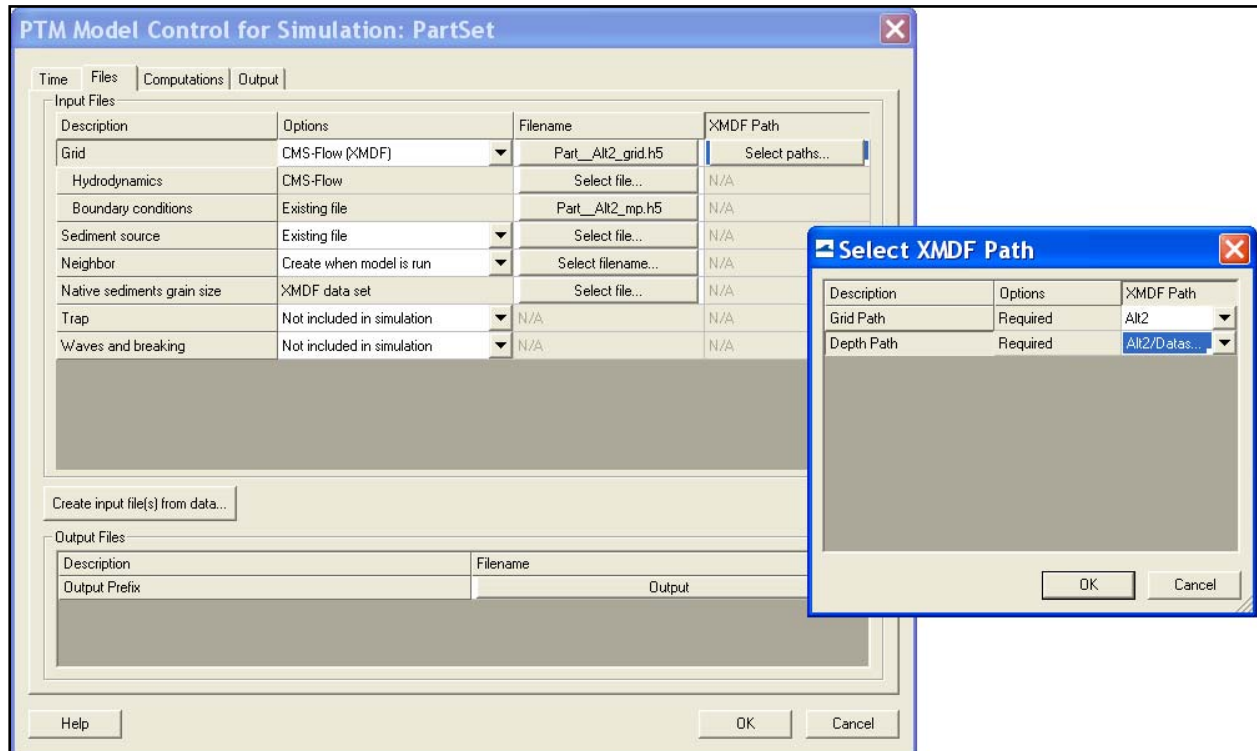 PTM Model Control for Simulation: PartSet
Time Files Computations Output
Input Files
Description Options Filename XMDF Path
Grid CMS-Flow (XMDF) Part__Alt2_grid.h5 Select paths...
Hydrodynamics CMS-Flow Select file... N/A
Boundary conditions Existing file Part__Alt2_mp.h5 N/A
Sediment source Existing file Select file... N/A
Neighbor Create when model is run Select filename... N/A
Native sediments grain size XMDF data set Select file... N/A
Trap Not included in simulation N/A N/A
Waves and breaking Not included in simulation N/A N/A
Create input file(s) from data...
Output Files
Description Filename
Output Prefix Output
Help OK Cancel
Select XMDF Path
Description Options XMDF Path
Grid Path Required Alt2
Depth Path Required Alt2/Datas...
OK Cancel